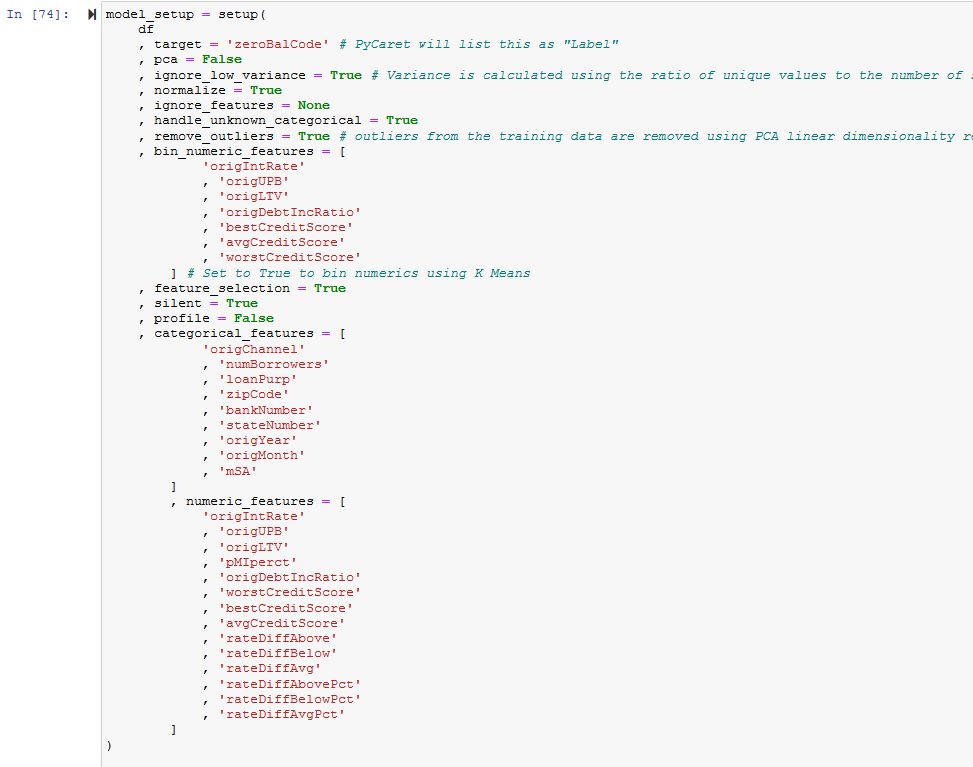 In [74]: model_setup = setup(
df
, target = 'zeroBalCode' # PyCaret will list this as "Label"
, pca = False
, ignore_low_variance = True # Variance is calculated using the ratio of unique values to the number of
, normalize = True
, ignore_features = None
, handle_unknown_categorical = True
, remove_outliers = True # outliers from the training data are removed using PCA linear dimensionality
, bin_numeric_features = [
'origIntRate'
, 'origUPB'
, 'origLTV'
, 'origDebtIncRatio'
, 'bestCreditScore'
, 'avgCreditScore'
, 'worstCreditScore'
] # Set to True to bin numerics using K Means
, feature_selection = True
, silent = True
, profile = False
, categorical_features = [
'origChannel'
, 'numBorrowers'
, 'loanPurp'
, 'zipCode'
, 'bankNumber'
, 'stateNumber'
, 'origYear'
, 'origMonth'
, 'mSA'
]
, numeric_features = [
'origIntRate'
, 'origUPB'
, 'origLTV'
, 'pMIperct'
, 'origDebtIncRatio'
, 'worstCreditScore'
, 'bestCreditScore'
, 'avgCreditScore'
, 'rateDiffAbove'
, 'rateDiffBelow'
, 'rateDiffAvg'
, 'rateDiffAbovePct'
, 'rateDiffBelowPct'
, 'rateDiffAvgPct'
]
)